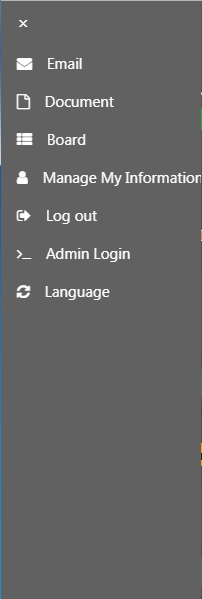 ×
Email
Document
Board
Manage My Information
Log out
Admin Login
Language